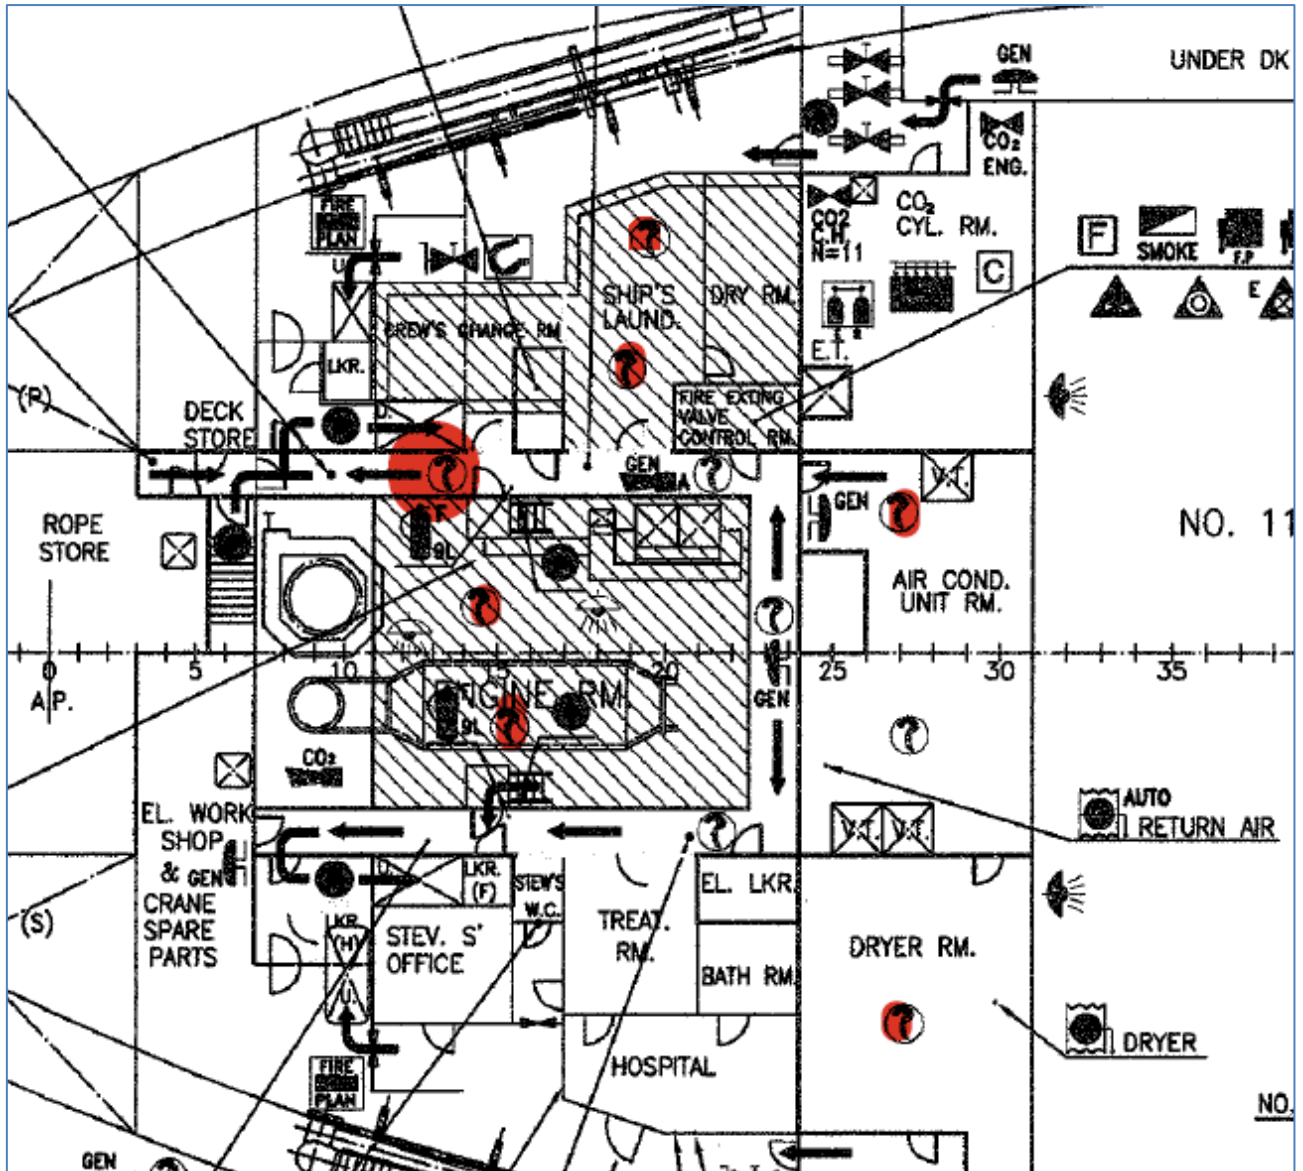 GEN
UNDER DK
CO₂
ENG.
FIRE
PLAN
CO2
C.H
N=11
CO₂
CYL. RM.
C
F
SMOKE
F.P
E
U
SHIP'S
LAUND.
DRY RM.
CREW'S CHANGE RM
E.T.
LKR.
(P)
DECK
STORE
D.
FIRE EXTING
VALVE
CONTROL RM.
GEN
A
V.T.
GEN
ROPE
STORE
F
9L
NO. 11
AIR COND.
UNIT RM.
0
5
10
15
20
25
30
35
A.P.
ENGINE RM.
9L
GEN
CO₂
EL. WORK
SHOP
& GEN
CRANE
SPARE
PARTS
V.T.
V.T.
AUTO
RETURN AIR
D.
LKR.
(F)
STEW'S
W.C.
EL. LKR.
(S)
LKR
(H)
U.
STEV. S'
OFFICE
TREAT.
RM.
BATH RM.
DRYER RM.
HOSPITAL
DRYER
FIRE
PLAN
NO.
GEN